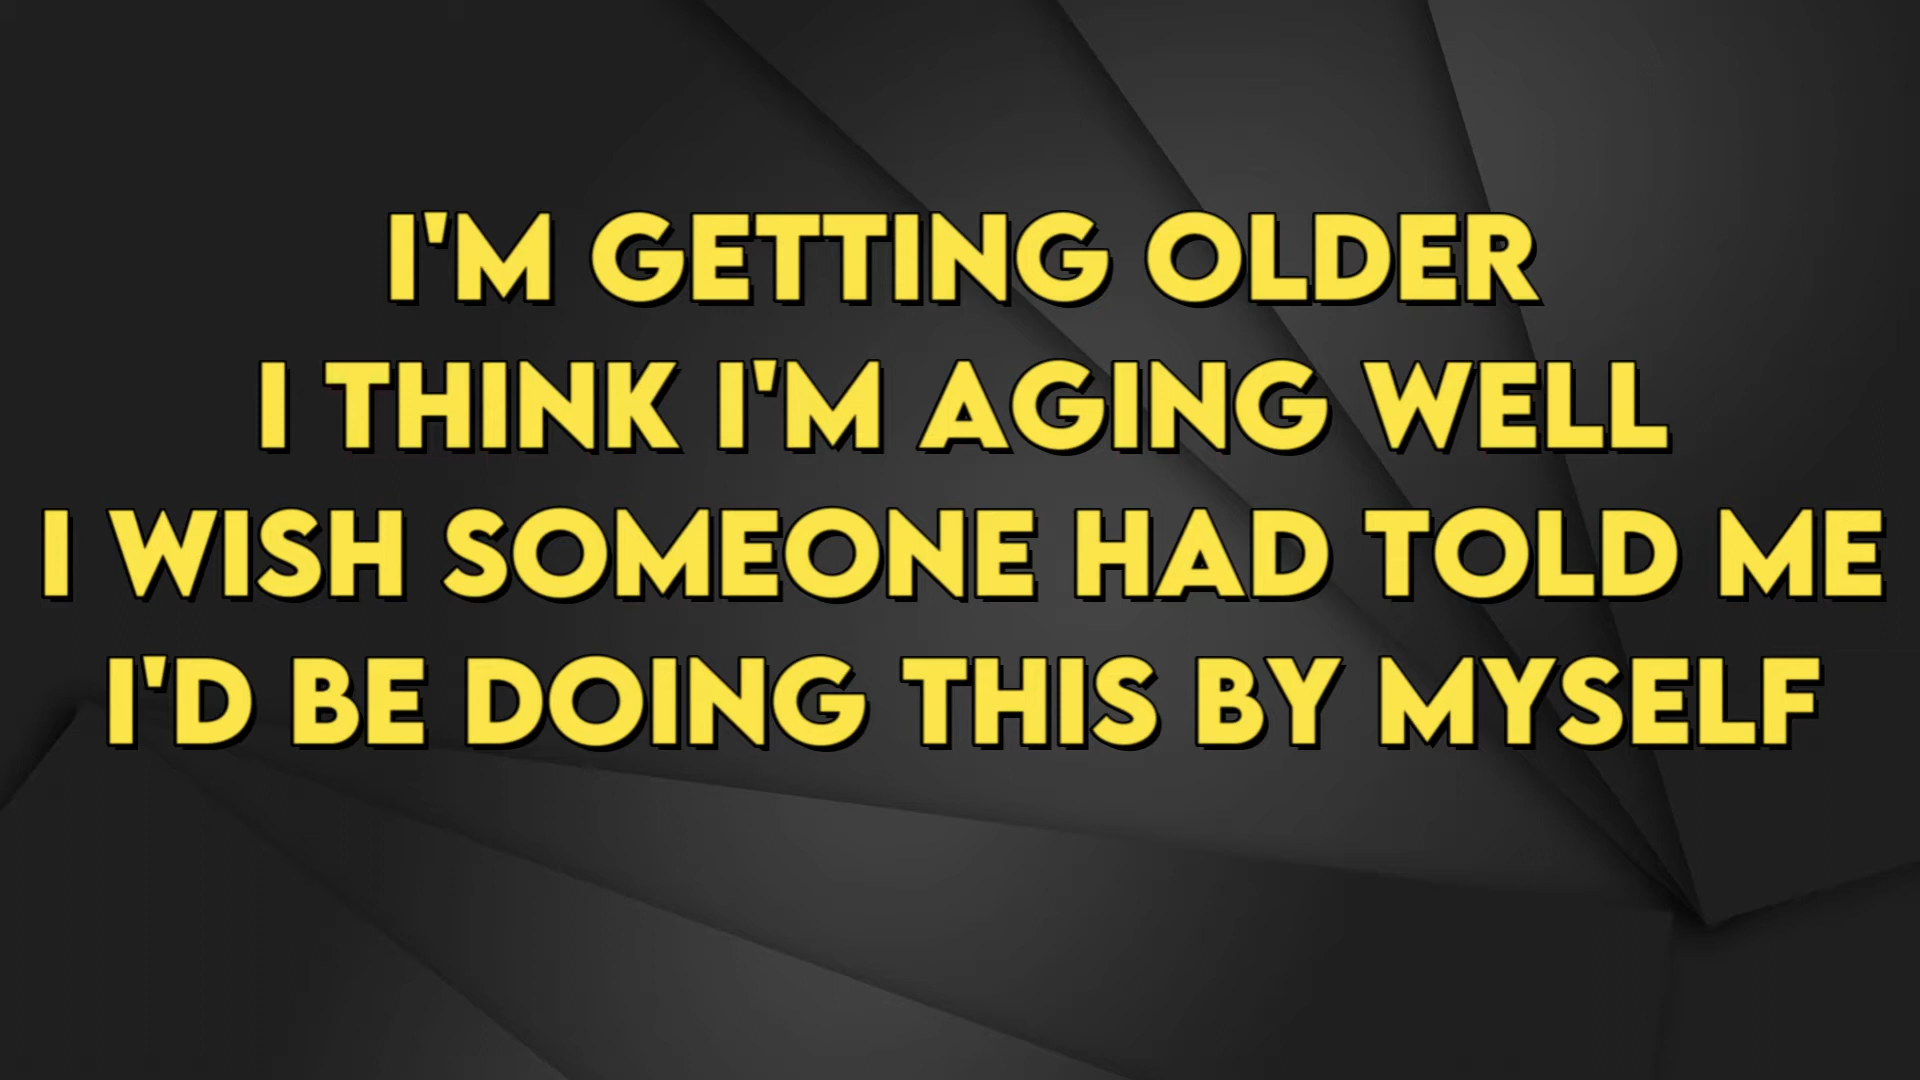 I'M GETTING OLDER
I THINK I'M AGING WELL
I WISH SOMEONE HAD TOLD ME
I'D BE DOING THIS BY MYSELF